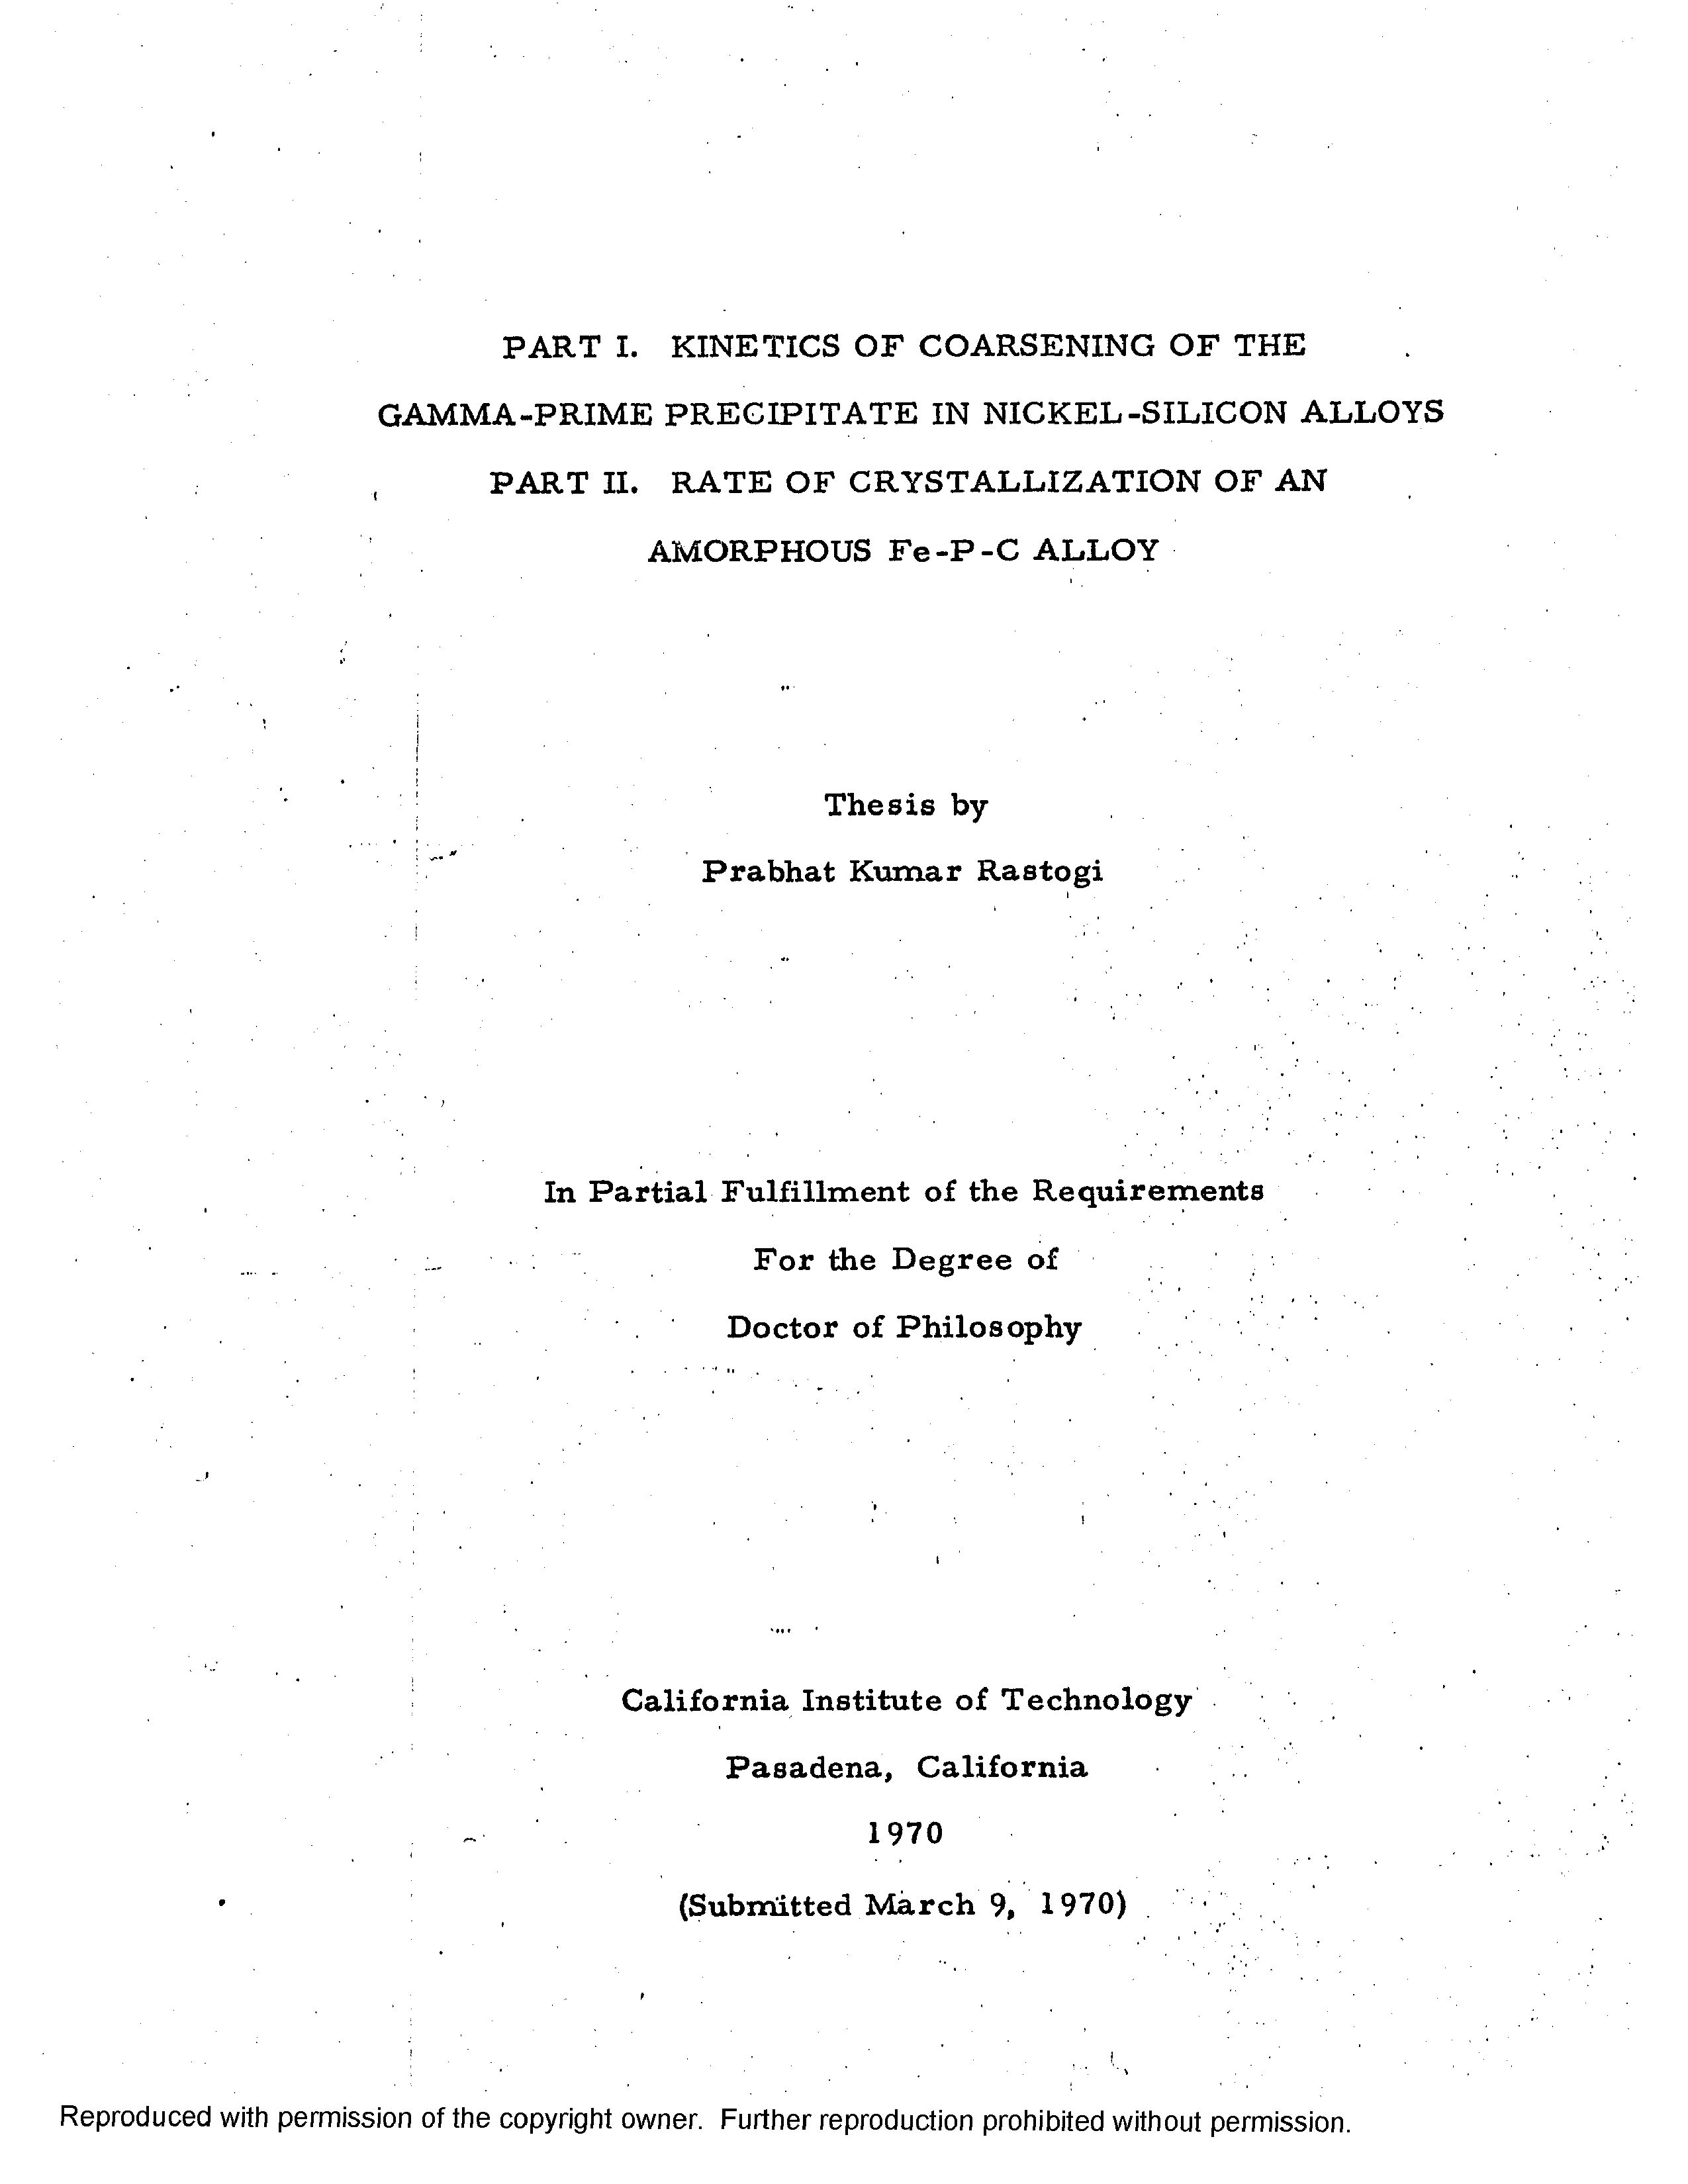 PART I. KINETICS OF COARSENING OF THE
GAMMA-PRIME PRECIPITATE IN NICKEL-SILICON ALLOYS
PART II. RATE OF CRYSTALLIZATION OF AN
AMORPHOUS Fe-P-C ALLOY
Thesis by
Prabhat Kumar Rastogi
In Partial Fulfillment of the Requirements
For the Degree of
Doctor of Philosophy
California Institute of Technology
Pasadena, California
1970
(Submitted March 9, 1970)
Reproduced with permission of the copyright owner. Further reproduction prohibited without permission.